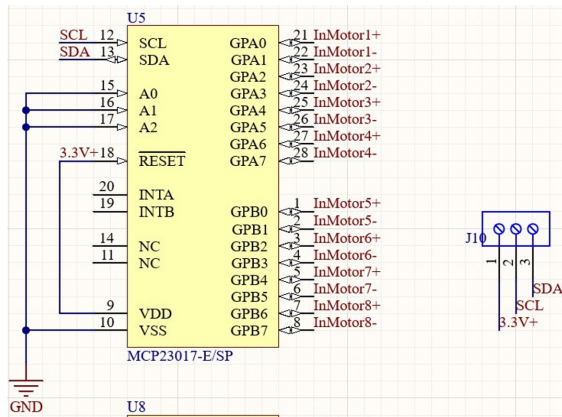 U5
SCL 12 SCL GPA0 21 InMotor1+
SDA 13 SDA GPA1 22 InMotor1-
GPA2 23 InMotor2+
15 A0 GPA3 24 InMotor2-
16 A1 GPA4 25 InMotor3+
17 A2 GPA5 26 InMotor3-
GPA6 27 InMotor4+
3.3V+ 18 RESET GPA7 28 InMotor4-
20 INTA
19 INTB GPB0 1 InMotor5+
GPB1 2 InMotor5-
14 NC GPB2 3 InMotor6+
11 NC GPB3 4 InMotor6-
GPB4 5 InMotor7+
GPB5 6 InMotor7-
9 VDD GPB6 7 InMotor8+
10 VSS GPB7 8 InMotor8-
MCP23017-E/SP
J10
1 2 3
SDA
SCL
3.3V+
GND
U8